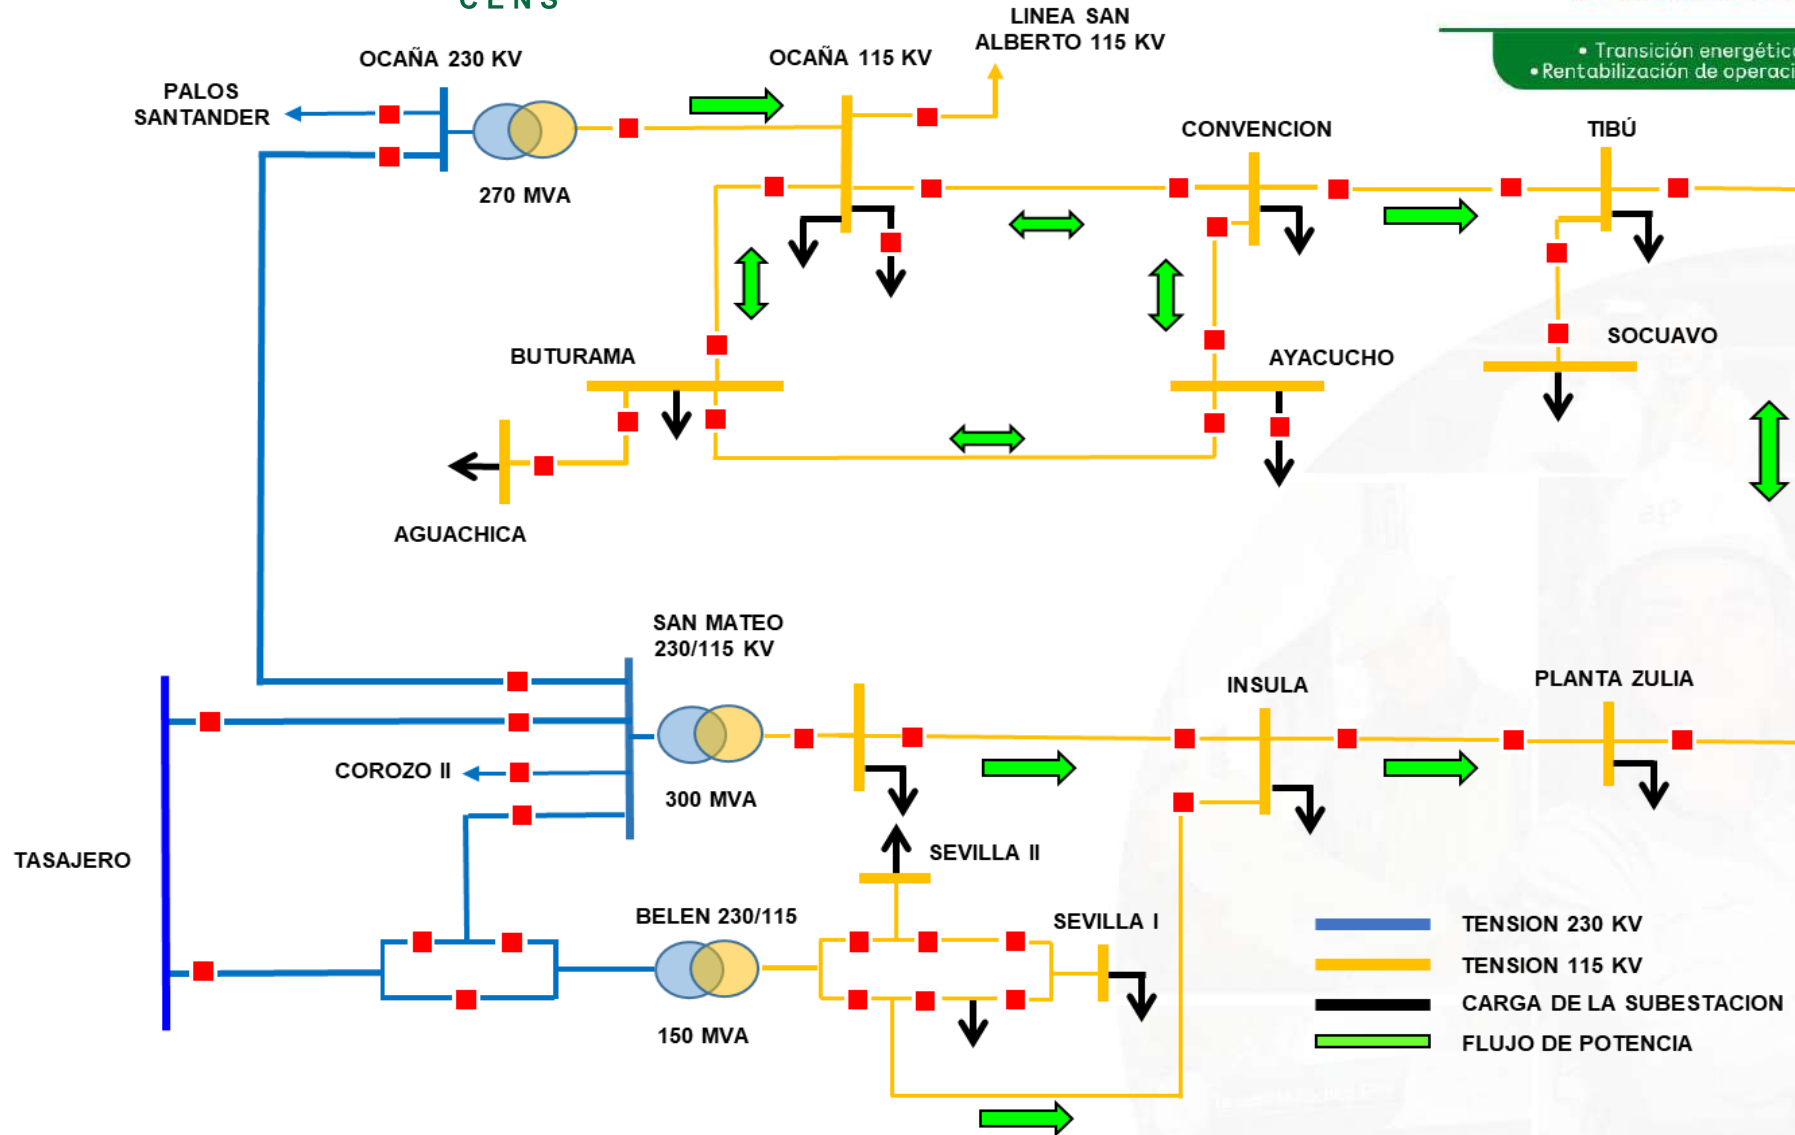 CENS
• Transición energétic
• Rentabilización de operaci
LINEA SAN
ALBERTO 115 KV
OCAÑA 230 KV
OCAÑA 115 KV
PALOS
SANTANDER
CONVENCION
TIBÚ
270 MVA
BUTURAMA
AYACUCHO
SOCUAVO
AGUACHICA
SAN MATEO
230/115 KV
INSULA
PLANTA ZULIA
COROZO II
300 MVA
TASAJERO
SEVILLA II
BELEN 230/115
SEVILLA I
150 MVA
TENSION 230 KV
TENSION 115 KV
CARGA DE LA SUBESTACION
FLUJO DE POTENCIA